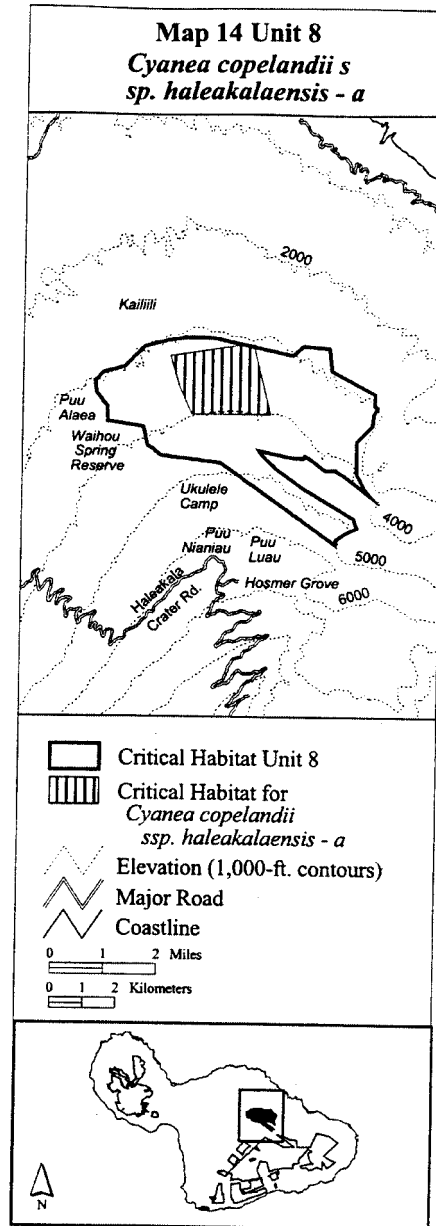 Map 14 Unit 8
Cyanea copelandii s
sp. haleakalaensis - a
2000
Kailiili
Puu
Alaea
Waihou
Spring
Reserve
Ukulele
Camp
4000
Puu
Nianiau
Puu
Luau
5000
Haleakala
Crater Rd.
Hosmer Grove
6000
Critical Habitat Unit 8
Critical Habitat for
Cyanea copelandii
ssp. haleakalaensis - a
Elevation (1,000-ft. contours)
Major Road
Coastline
0 1 2 Miles
0 1 2 Kilometers
N